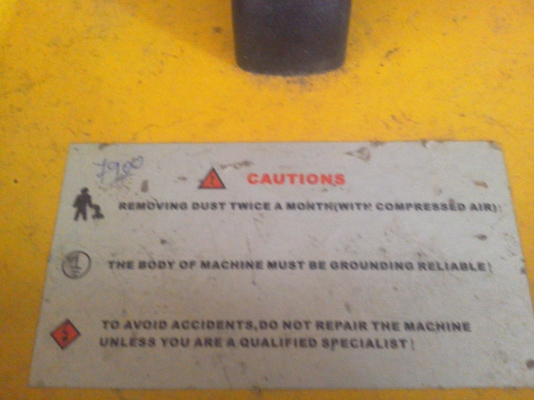 7900
CAUTIONS
REMOVING DUST TWICE A MONTH(WITH COMPRESSED AIR)!
THE BODY OF MACHINE MUST BE GROUNDING RELIABLE!
TO AVOID ACCIDENTS,DO NOT REPAIR THE MACHINE
UNLESS YOU ARE A QUALIFIED SPECIALIST!